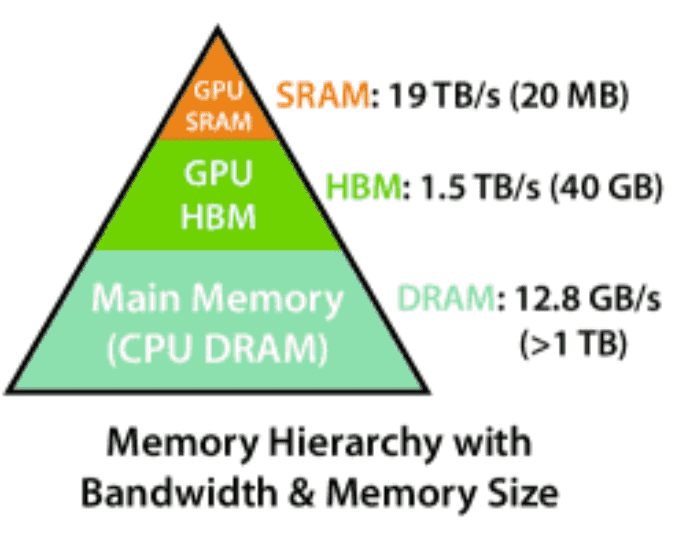 GPU
SRAM
SRAM: 19 TB/s (20 MB)
GPU
HBM
HBM: 1.5 TB/s (40 GB)
Main Memory
(CPU DRAM)
DRAM: 12.8 GB/s
(>1 TB)
Memory Hierarchy with
Bandwidth & Memory Size